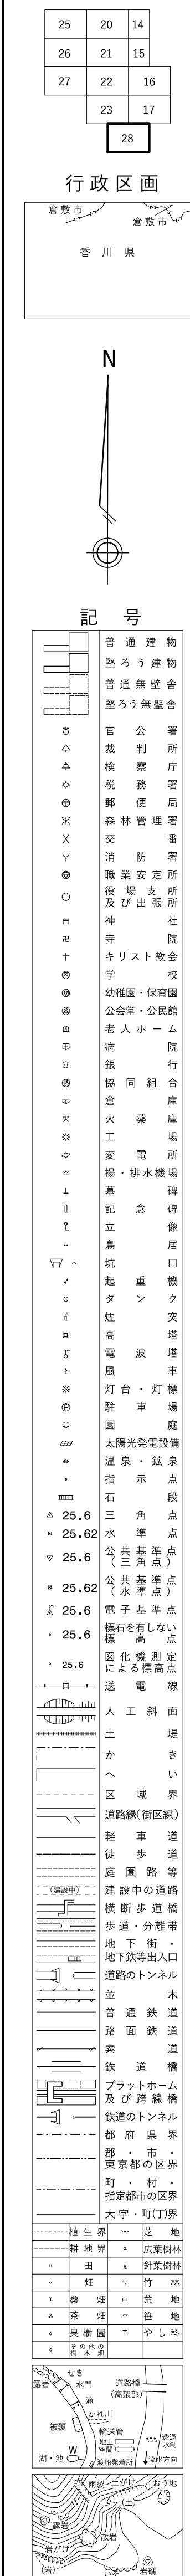 25 20 14
26 21 15
27 22 16
23 17
28
行政区画
倉敷市
倉敷市
香川県
N
記号
普通建物
堅ろう建物
普通無壁舎
堅ろう無壁舎
官公署
裁判所
検察庁
税務署
郵便局
森林管理署
交番
消防署
職業安定所
役場支所
及び出張所
神社
寺院
キリスト教会
学校
幼稚園・保育園
公会堂・公民館
老人ホーム
病院
銀行
協同組合
倉庫
火薬庫
工場
変電所
揚・排水機場
墓碑
記念碑
立像
鳥居
坑口
起重機
タンク
煙突
高塔
電波塔
風車
灯台・灯標
P 駐車場
園庭
太陽光発電設備
温泉・鉱泉
指示点
石段
25.6 三角点
25.62 水準点
25.6 公共基準点
(三角点)
25.62 公共基準点
(水準点)
25.6 電子基準点
25.6 標石を有しない
標高点
25.6 図化機測定
による標高点
送電線
人工斜面
土堤
かき
へい
区域界
道路縁(街区線)
軽車道
徒歩道
庭園路等
(建設中) 建設中の道路
横断歩道橋
歩道・分離帯
地下街・
地下鉄等出入口
道路のトンネル
並木
普通鉄道
路面鉄道
索道
鉄道橋
プラットホーム
及び跨線橋
鉄道のトンネル
都府県界
郡・市・
東京都の区界
町・村・
指定都市の区界
大字・町(丁)界
植生界 芝地
耕地界 広葉樹林
田 針葉樹林
畑 竹林
桑畑 荒地
茶畑 笹地
果樹園 やし科
その他の
樹木畑
せき
露岩 水門
道路橋
(高架部)
滝
かれ川
被覆
輸送管
地上
空間
透過
水制
W
湖・池
渡船発着所
流水方向
雨裂 土がけ
(土)
おう地
露岩
散岩
岩がけ
(岩)
岩礁